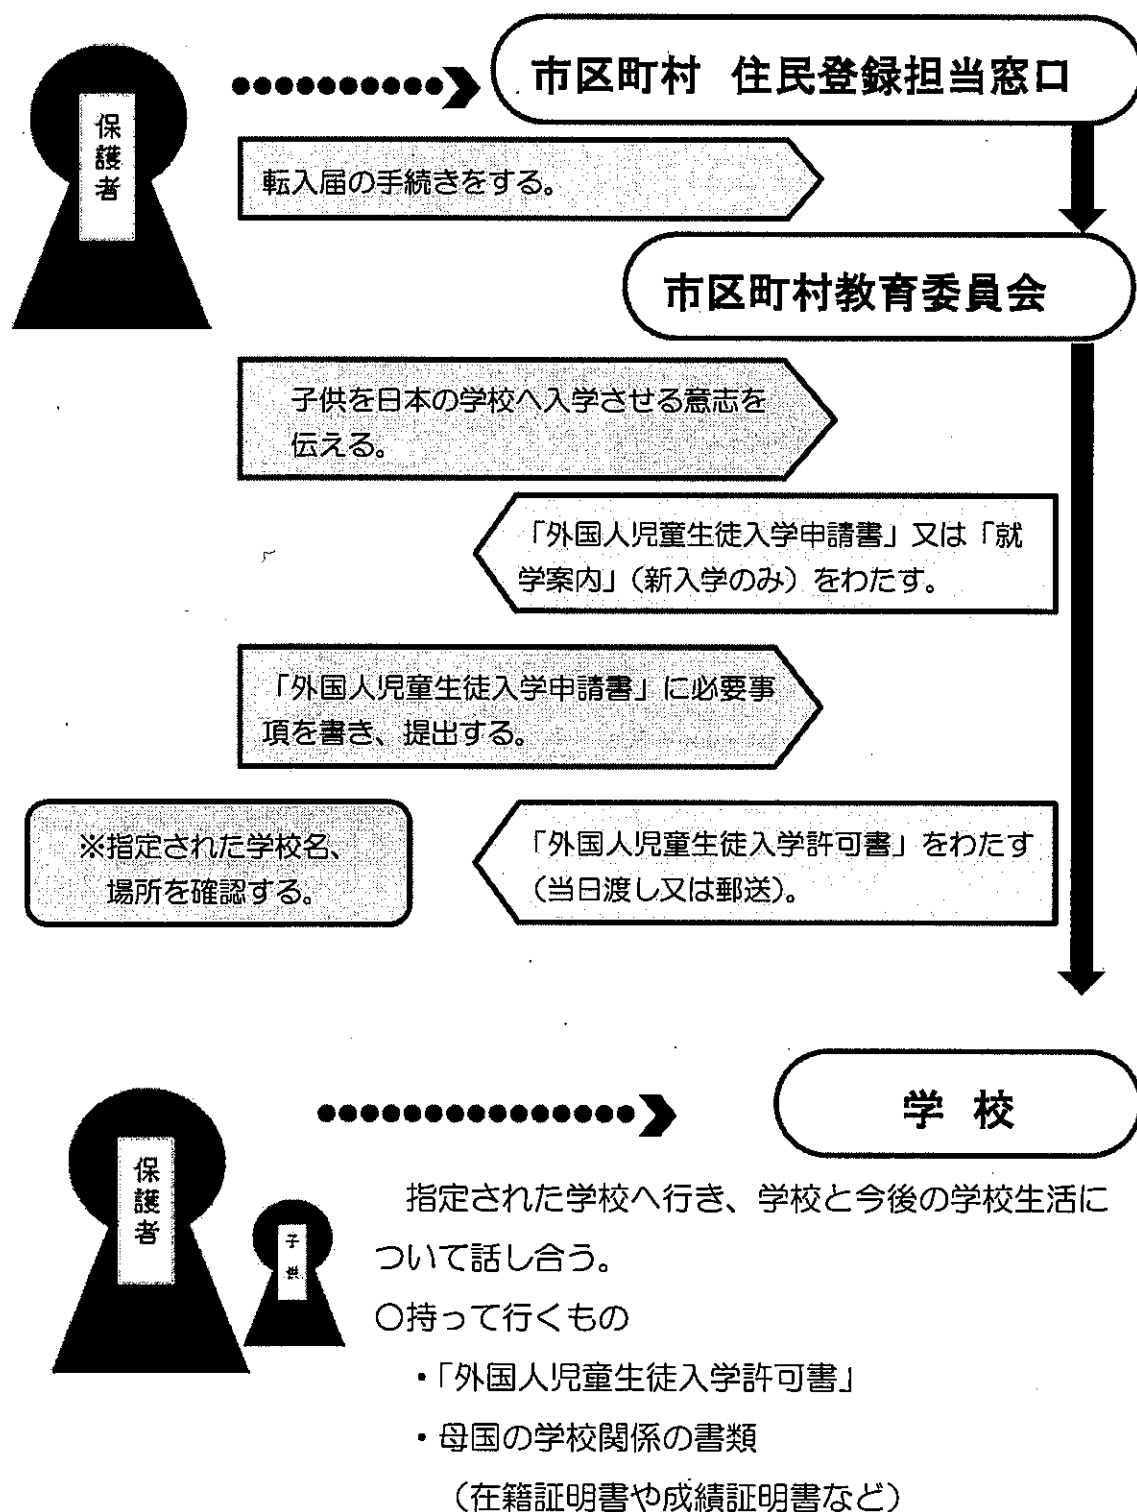 保護者
市区町村 住民登録担当窓口
転入届の手続きをする。
市区町村教育委員会
子供を日本の学校へ入学させる意志を
伝える。
「外国人児童生徒入学申請書」又は「就
学案内」(新入学のみ)をわたす。
「外国人児童生徒入学申請書」に必要事
項を書き、提出する。
※指定された学校名、
場所を確認する。
「外国人児童生徒入学許可書」をわたす
(当日渡し又は郵送)。
保護者
子供
学 校
指定された学校へ行き、学校と今後の学校生活に
ついて話し合う。
○持って行くもの
・「外国人児童生徒入学許可書」
・母国の学校関係の書類
(在籍証明書や成績証明書など)